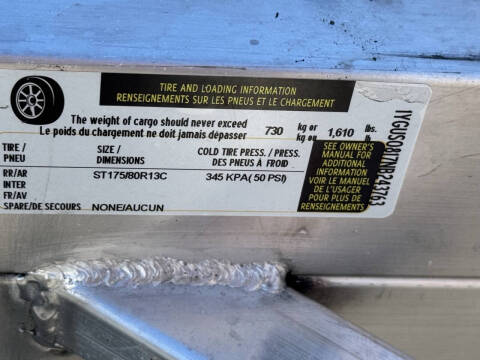 TIRE AND LOADING INFORMATION
RENSEIGNEMENTS SUR LES PNEUS ET LE CHARGEMENT
The weight of cargo should never exceed 730 kg or 1,610 lbs.
Le poids du chargement ne doit jamais dépasser kg ou lb.
TIRE / SIZE / COLD TIRE PRESS. / PRESS.
PNEU DIMENSIONS DES PNEUS À FROID
RR/AR ST175/80R13C 345 KPA( 50 PSI)
INTER
FR/AV
SPARE/DE SECOURS NONE/AUCUN
SEE OWNER'S
MANUAL FOR
ADDITIONAL
INFORMATION
VOIR LE MANUEL
DE L'USAGER
POUR PLUS DE
RENSEIGNEMENTS